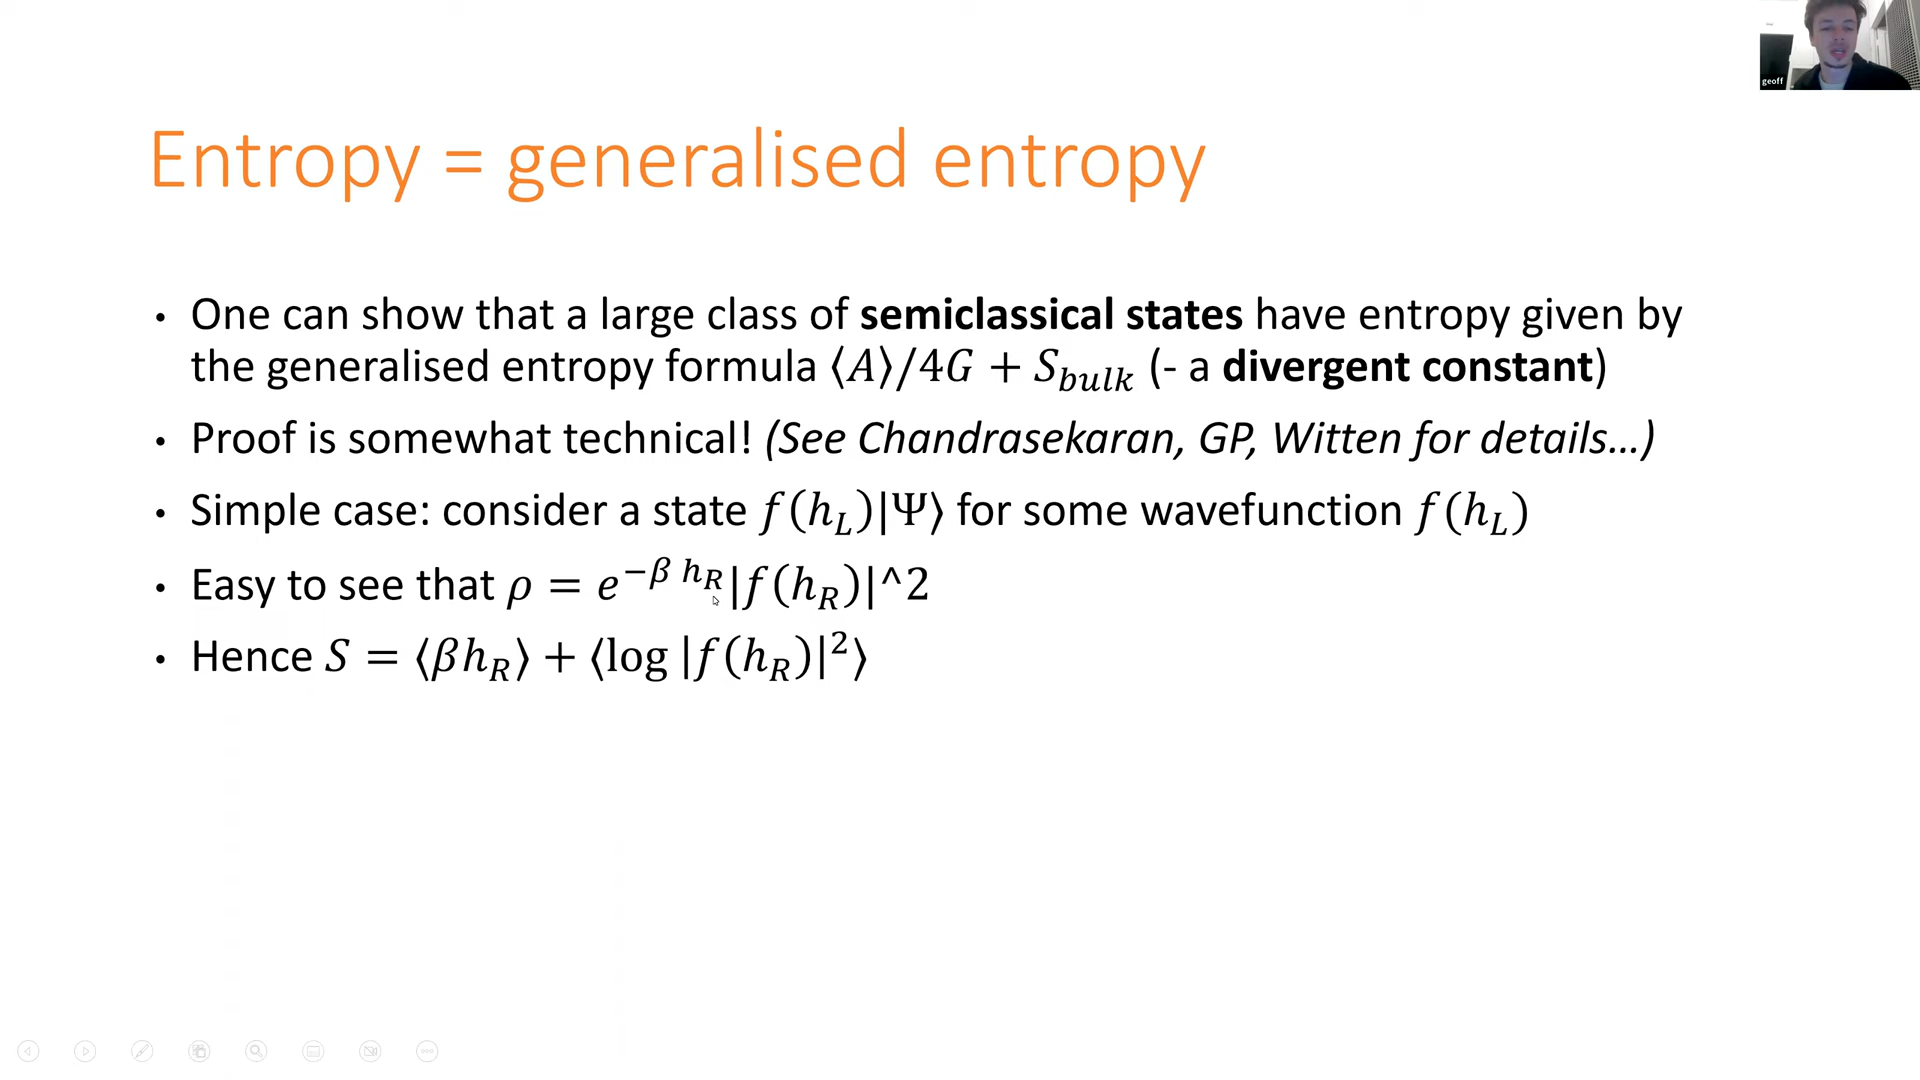 geoff
Entropy = generalised entropy
• One can show that a large class of semiclassical states have entropy given by
the generalised entropy formula ⟨A⟩/4G + S_bulk (- a divergent constant)
• Proof is somewhat technical! (See Chandrasekaran, GP, Witten for details...)
• Simple case: consider a state f(h_L)|Ψ⟩ for some wavefunction f(h_L)
• Easy to see that ρ = e^{−β h_R}|f(h_R)|^2
• Hence S = ⟨βh_R⟩ + ⟨log |f(h_R)|²⟩